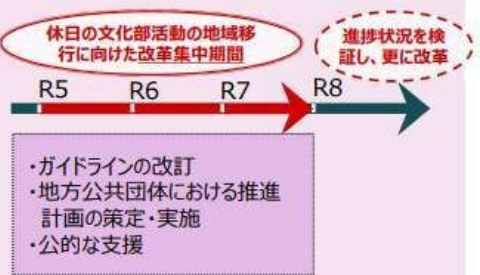 休日の文化部活動の地域移
行に向けた改革集中期間
進捗状況を検
証し、更に改革
R5 R6 R7 R8
・ガイドラインの改訂
・地方公共団体における推進
計画の策定・実施
・公的な支援